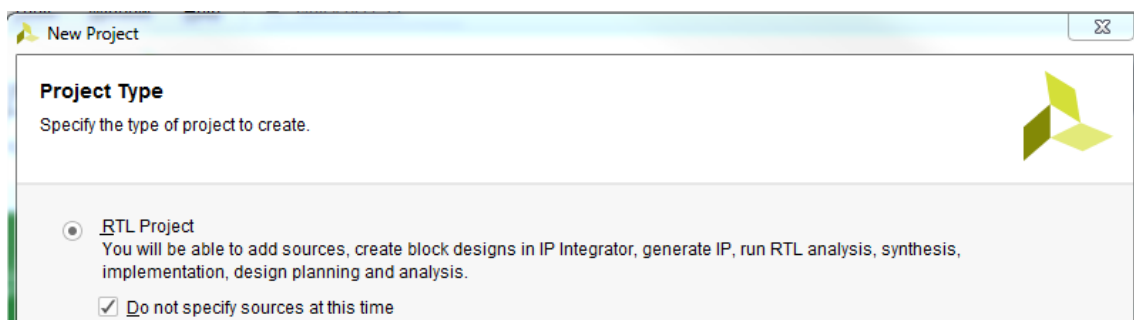 New Project
Project Type
Specify the type of project to create.
RTL Project
You will be able to add sources, create block designs in IP Integrator, generate IP, run RTL analysis, synthesis,
implementation, design planning and analysis.
Do not specify sources at this time